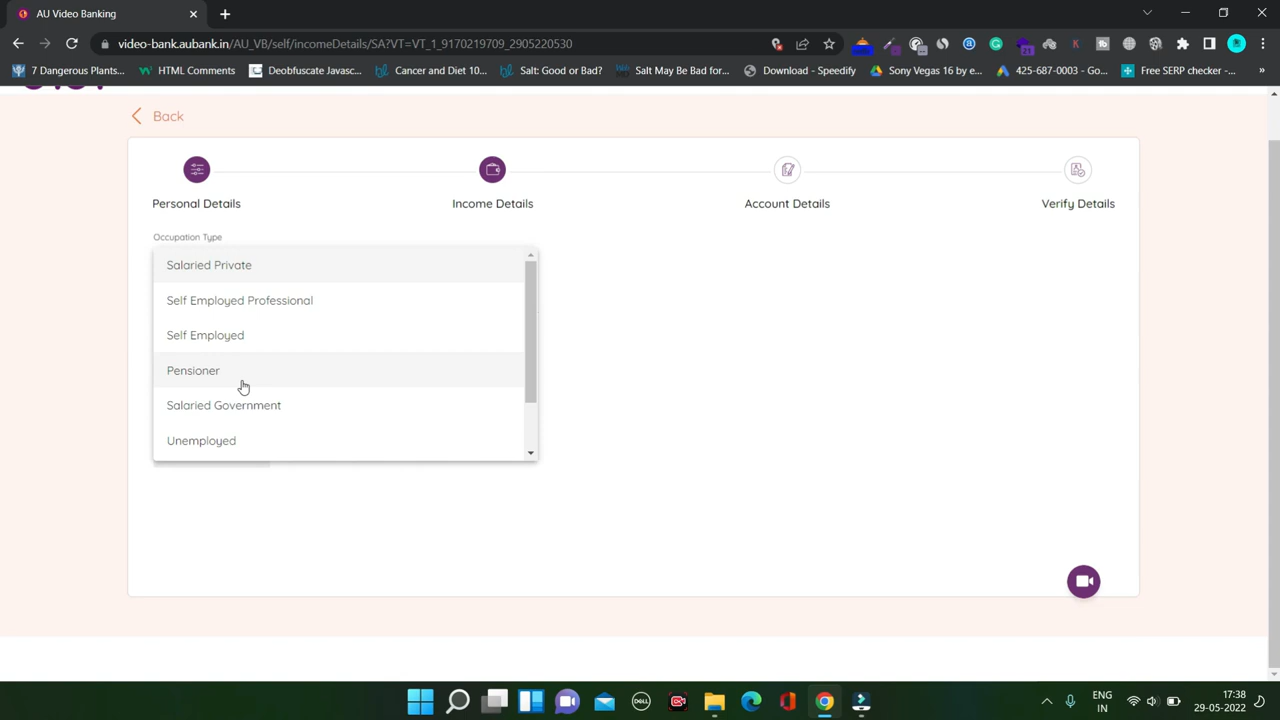 AU Video Banking
video-bank.aubank.in/AU_VB/self/incomeDetails/SA?VT=VT_1_9170219709_2905220530
21
7 Dangerous Plants...
HTML Comments
Deobfuscate Javasc...
Cancer and Diet 10...
Salt: Good or Bad?
Salt May Be Bad for...
Download - Speedify
Sony Vegas 16 by e...
425-687-0003 - Go...
Free SERP checker -...
»
Back
Personal Details
Income Details
Account Details
Verify Details
Occupation Type
Salaried Private
Self Employed Professional
Self Employed
Pensioner
Salaried Government
Unemployed
DELL
ENG
IN
17:38
29-05-2022